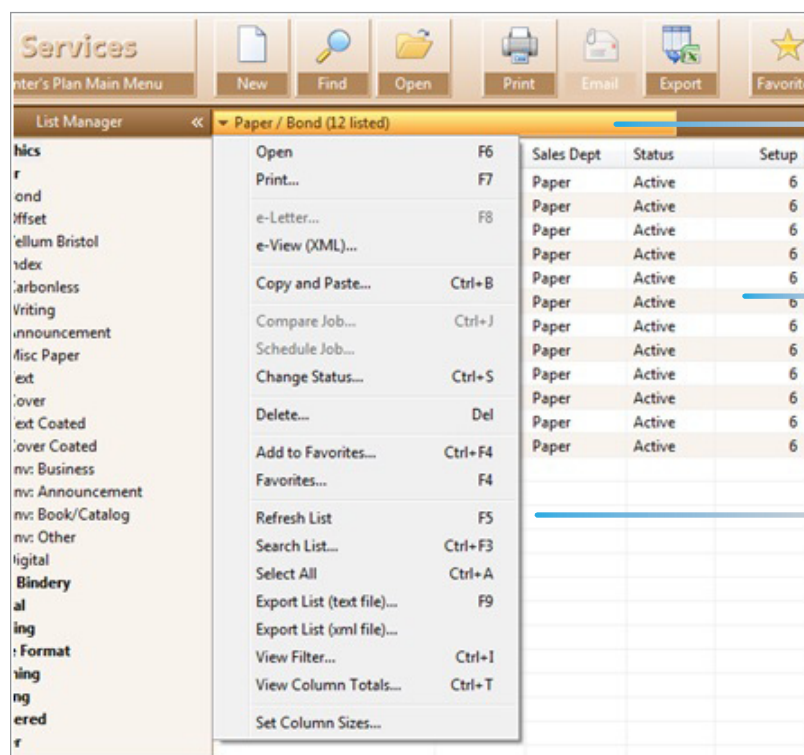 Services
nter's Plan Main Menu
New
Find
Open
Print
Email
Export
Favorite
List Manager «
Paper / Bond (12 listed)
Open F6
Print... F7
e-Letter... F8
e-View (XML)...
Copy and Paste... Ctrl+B
Compare Job... Ctrl+J
Schedule Job...
Change Status... Ctrl+S
Delete... Del
Add to Favorites... Ctrl+F4
Favorites... F4
Refresh List F5
Search List... Ctrl+F3
Select All Ctrl+A
Export List (text file)... F9
Export List (xml file)...
View Filter... Ctrl+I
View Column Totals... Ctrl+T
Set Column Sizes...
hics
r
ond
Offset
ellum Bristol
ndex
Carbonless
Writing
Announcement
Misc Paper
ext
Cover
ext Coated
Cover Coated
nv: Business
nv: Announcement
nv: Book/Catalog
nv: Other
Digital
Bindery
al
ing
Format
ning
ng
ered
r
Sales Dept Status Setup
Paper Active 6
Paper Active 6
Paper Active 6
Paper Active 6
Paper Active 6
Paper Active 6
Paper Active 6
Paper Active 6
Paper Active 6
Paper Active 6
Paper Active 6
Paper Active 6